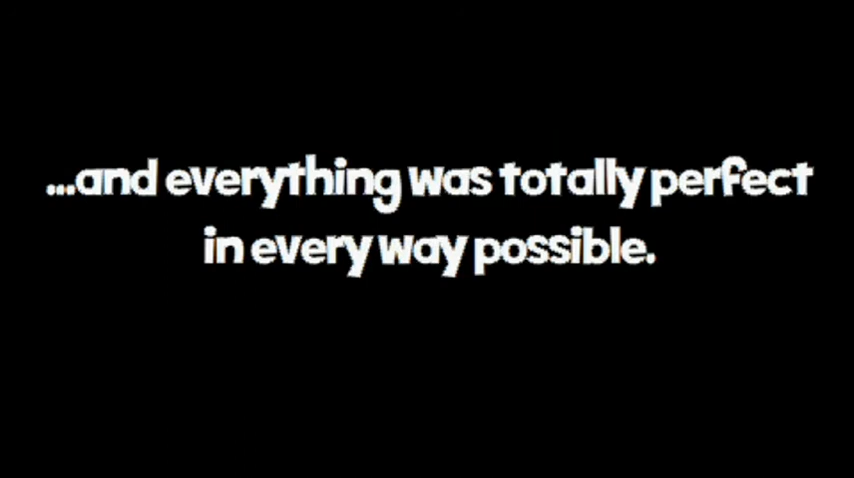 ...and everything was totally perfect
in every way possible.